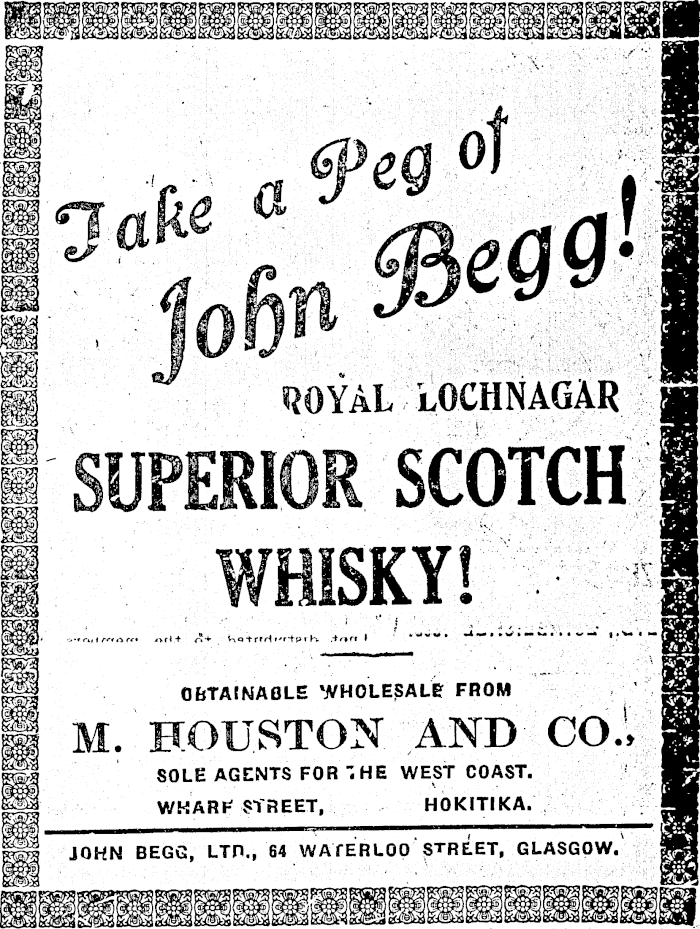 Take a Peg of
John Begg!
ROYAL LOCHNAGAR
SUPERIOR SCOTCH
WHISKY!
OBTAINABLE WHOLESALE FROM
M. HOUSTON AND CO.,
SOLE AGENTS FOR THE WEST COAST.
WHARF STREET, HOKITIKA.
JOHN BEGG, LTD., 64 WATERLOO STREET, GLASGOW.